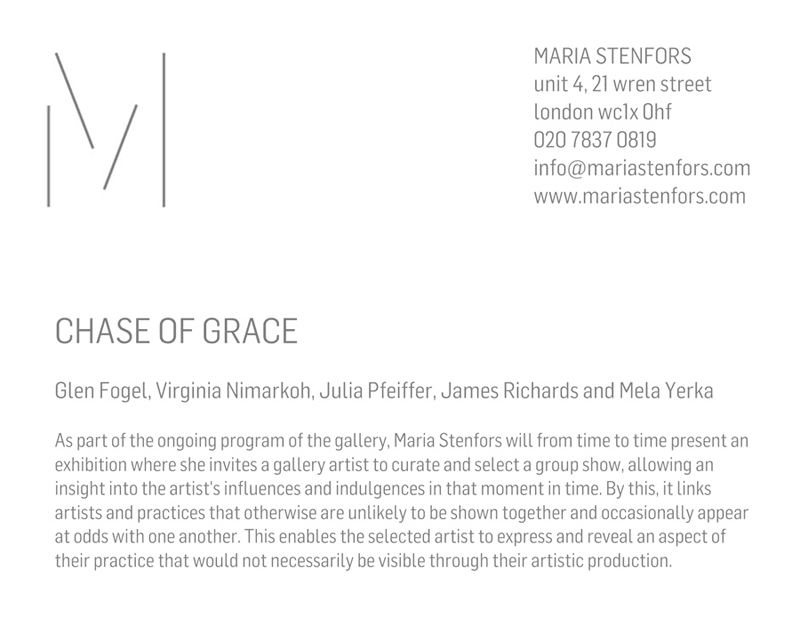 MARIA STENFORS
unit 4, 21 wren street
london wc1x 0hf
020 7837 0819
info@mariastenfors.com
www.mariastenfors.com
CHASE OF GRACE
Glen Fogel, Virginia Nimarkoh, Julia Pfeiffer, James Richards and Mela Yerka
As part of the ongoing program of the gallery, Maria Stenfors will from time to time present an
exhibition where she invites a gallery artist to curate and select a group show, allowing an
insight into the artist's influences and indulgences in that moment in time. By this, it links
artists and practices that otherwise are unlikely to be shown together and occasionally appear
at odds with one another. This enables the selected artist to express and reveal an aspect of
their practice that would not necessarily be visible through their artistic production.